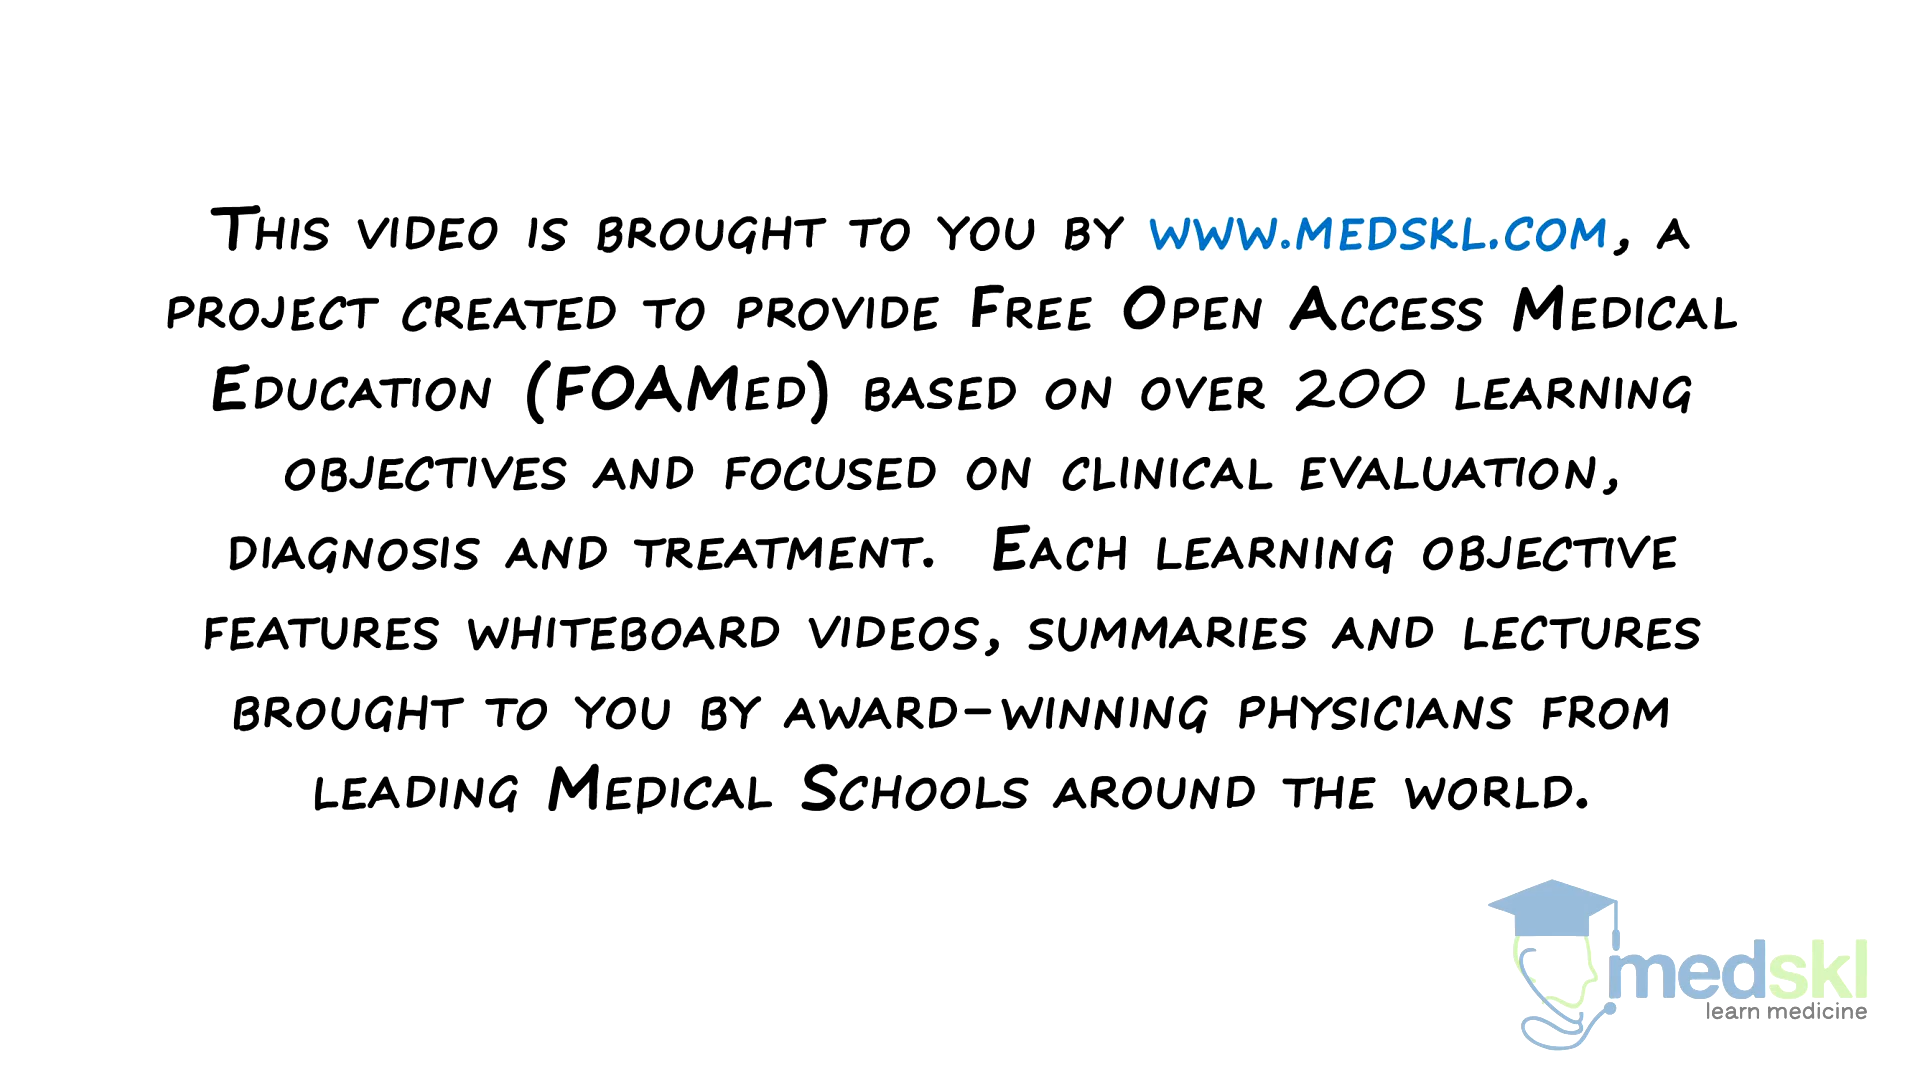 This video is brought to you by www.medskl.com, a
project created to provide Free Open Access Medical
Education (FOAMed) based on over 200 learning
objectives and focused on clinical evaluation,
diagnosis and treatment.  Each learning objective
features whiteboard videos, summaries and lectures
brought to you by award-winning physicians from
leading Medical Schools around the world.
medskl
learn medicine